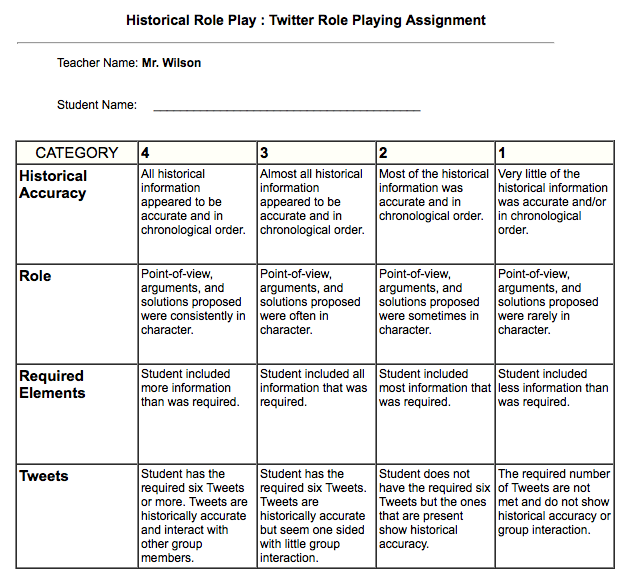 Historical Role Play : Twitter Role Playing Assignment
Teacher Name: Mr. Wilson
Student Name: ________________________________________
CATEGORY 4 3 2 1
Historical Accuracy
All historical
information
appeared to be
accurate and in
chronological order.
Almost all historical
information
appeared to be
accurate and in
chronological order.
Most of the historical
information was
accurate and in
chronological order.
Very little of the
historical information
was accurate and/or
in chronological
order.
Role
Point-of-view,
arguments, and
solutions proposed
were consistently in
character.
Point-of-view,
arguments, and
solutions proposed
were often in
character.
Point-of-view,
arguments, and
solutions proposed
were sometimes in
character.
Point-of-view,
arguments, and
solutions proposed
were rarely in
character.
Required
Elements
Student included
more information
than was required.
Student included all
information that was
required.
Student included
most information that
was required.
Student included
less information than
was required.
Tweets
Student has the
required six Tweets
or more. Tweets are
historically accurate
and interact with
other group
members.
Student has the
required six Tweets.
Tweets are
historically accurate
but seem one sided
with little group
interaction.
Student does not
have the required six
Tweets but the ones
that are present
show historical
accuracy.
The required number
of Tweets are not
met and do not show
historical accuracy or
group interaction.